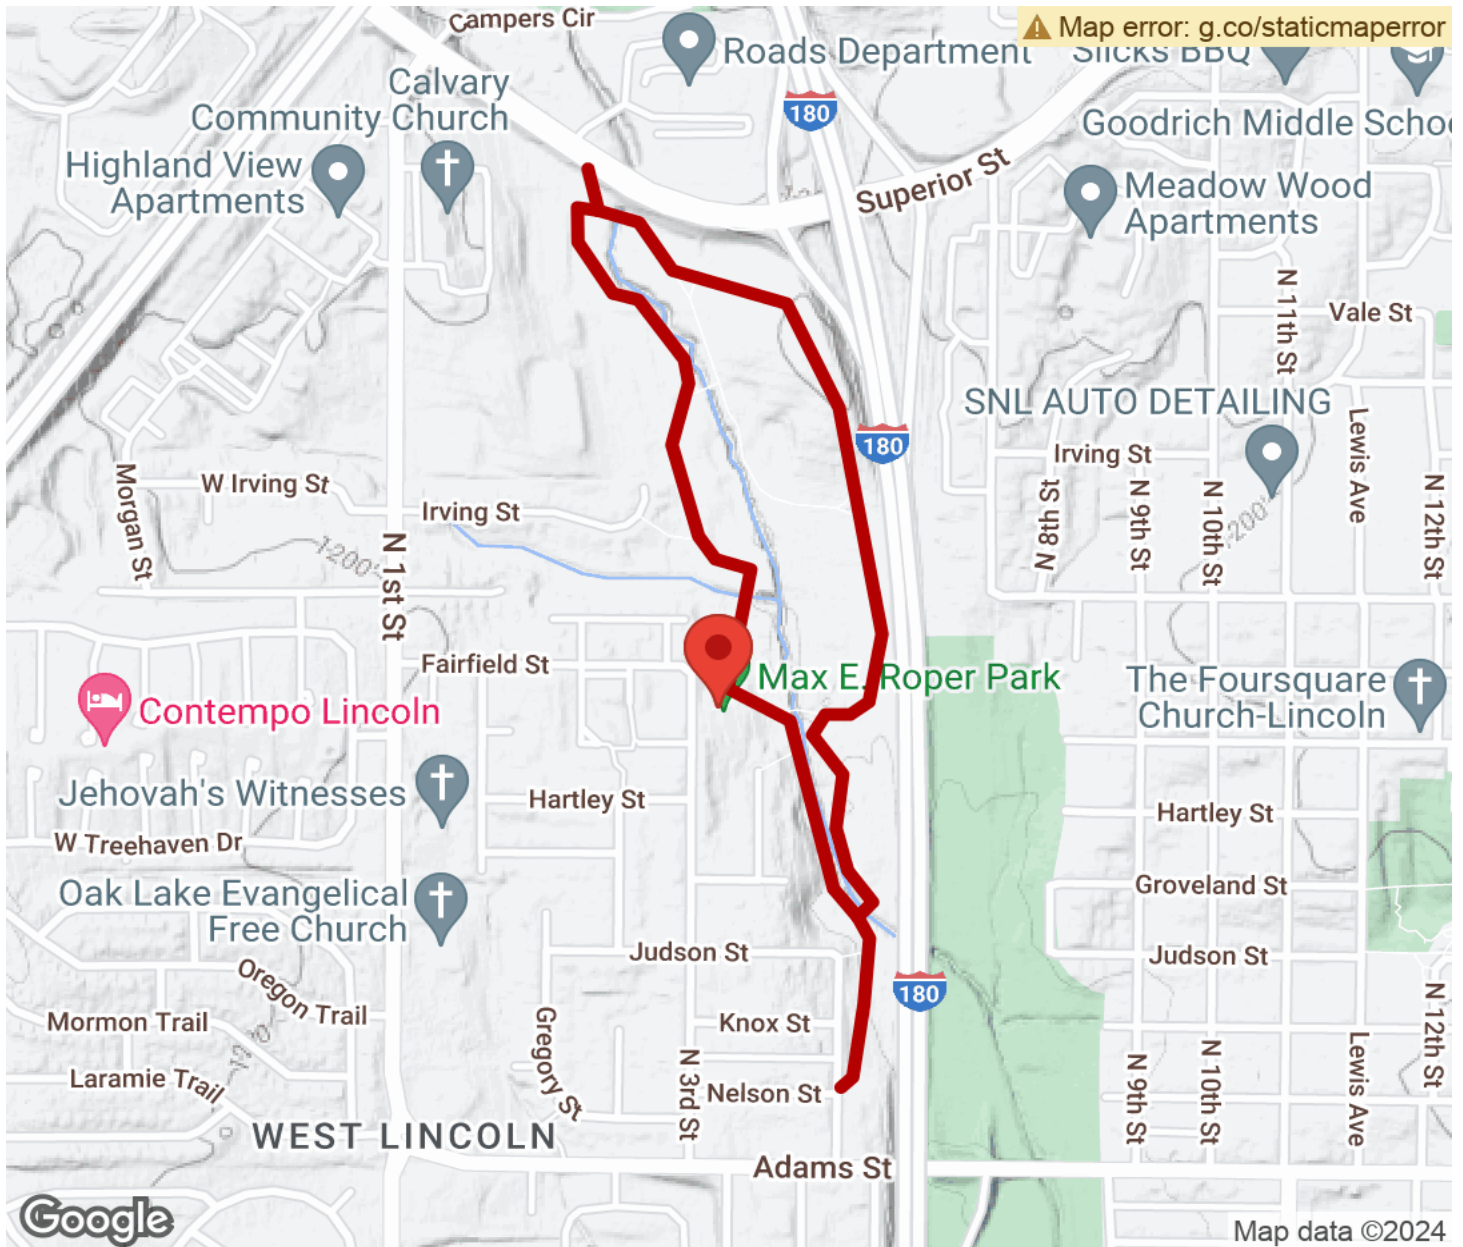 Campers Cir
Map error: g.co/staticmaperror
Roads Department
Slicks BBQ
180
Calvary
Community Church
Goodrich Middle Schoo
Highland View
Apartments
Superior St
Meadow Wood
Apartments
N 11th St
Vale St
SNL AUTO DETAILING
180
Irving St
Lewis Ave
Morgan St
W Irving St
Irving St
N 8th St
N 9th St
N 10th St
1200'
N 12th St
1200'
N 1st St
Fairfield St
Max E. Roper Park
The Foursquare
Church-Lincoln
Contempo Lincoln
Jehovah's Witnesses
Hartley St
Hartley St
W Treehaven Dr
Oak Lake Evangelical
Free Church
Groveland St
Judson St
Judson St
Oregon Trail
180
Mormon Trail
Gregory St
Knox St
N 12th St
Laramie Trail
N 3rd St
Nelson St
N 9th St
N 10th St
Lewis Ave
WEST LINCOLN
Adams St
Google
Map data ©2024